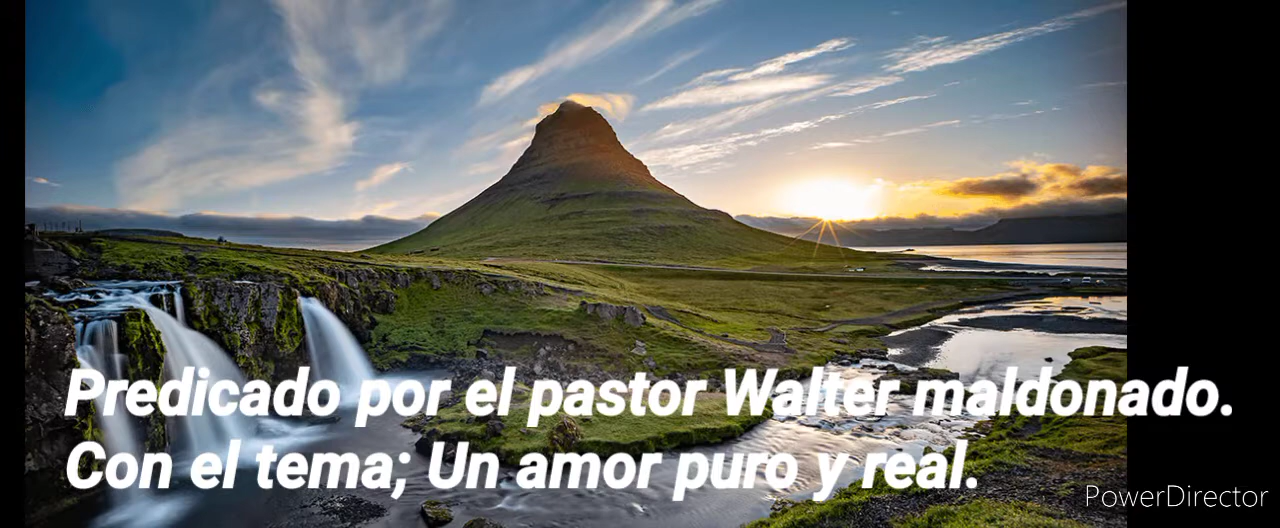 Predicado por el pastor Walter maldonado.
Con el tema; Un amor puro y real.
PowerDirector